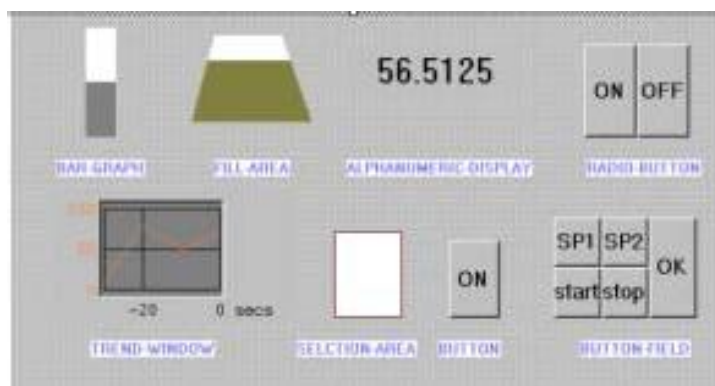 56.5125
ON OFF
BAR-GRAPH FILL-AREA ALPHANUMERIC-DISPLAY RADIO-BUTTON
SP1 SP2
OK
ON
start stop
-20 0 secs
TREND-WINDOW SELCTION-AREA BUTTON BUTTON-FIELD